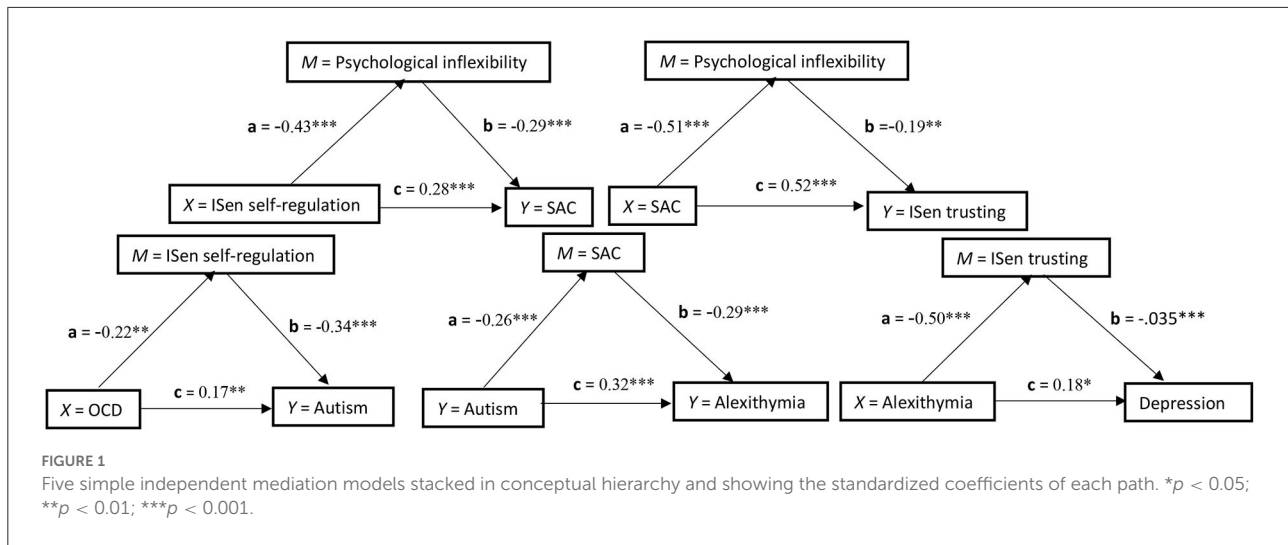 M = Psychological inflexibility
M = Psychological inflexibility
a = -0.43***
b = -0.29***
a = -0.51***
b =-0.19**
X = ISen self-regulation
c = 0.28***
Y = SAC
X = SAC
c = 0.52***
Y = ISen trusting
M = ISen self-regulation
M = SAC
M = ISen trusting
a = -0.22**
b = -0.34***
a = -0.26***
b = -0.29***
a = -0.50***
b = -.035***
X = OCD
c = 0.17**
Y = Autism
Y = Autism
c = 0.32***
Y = Alexithymia
X = Alexithymia
c = 0.18*
Depression
FIGURE 1
Five simple independent mediation models stacked in conceptual hierarchy and showing the standardized coefficients of each path. *p < 0.05;
**p < 0.01; ***p < 0.001.